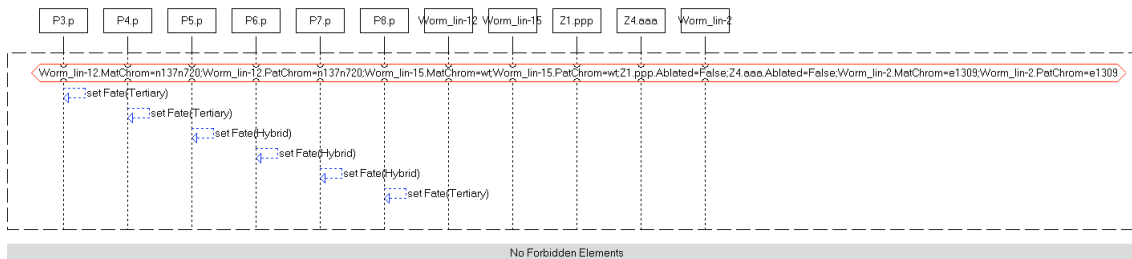 P3.p P4.p P5.p P6.p P7.p P8.p Worm_lin-12 Worm_lin-15 Z1.ppp Z4.aaa Worm_lin-2
Worm_lin-12.MatChrom=n137n720;Worm_lin-12.PatChrom=n137n720;Worm_lin-15.MatChrom=wt;Worm_lin-15.PatChrom=wt;Z1.ppp.Ablated=False;Z4.aaa.Ablated=False;Worm_lin-2.MatChrom=e1309;Worm_lin-2.PatChrom=e1309
set Fate(Tertiary)
set Fate(Tertiary)
set Fate(Hybrid)
set Fate(Hybrid)
set Fate(Hybrid)
set Fate(Tertiary)
No Forbidden Elements